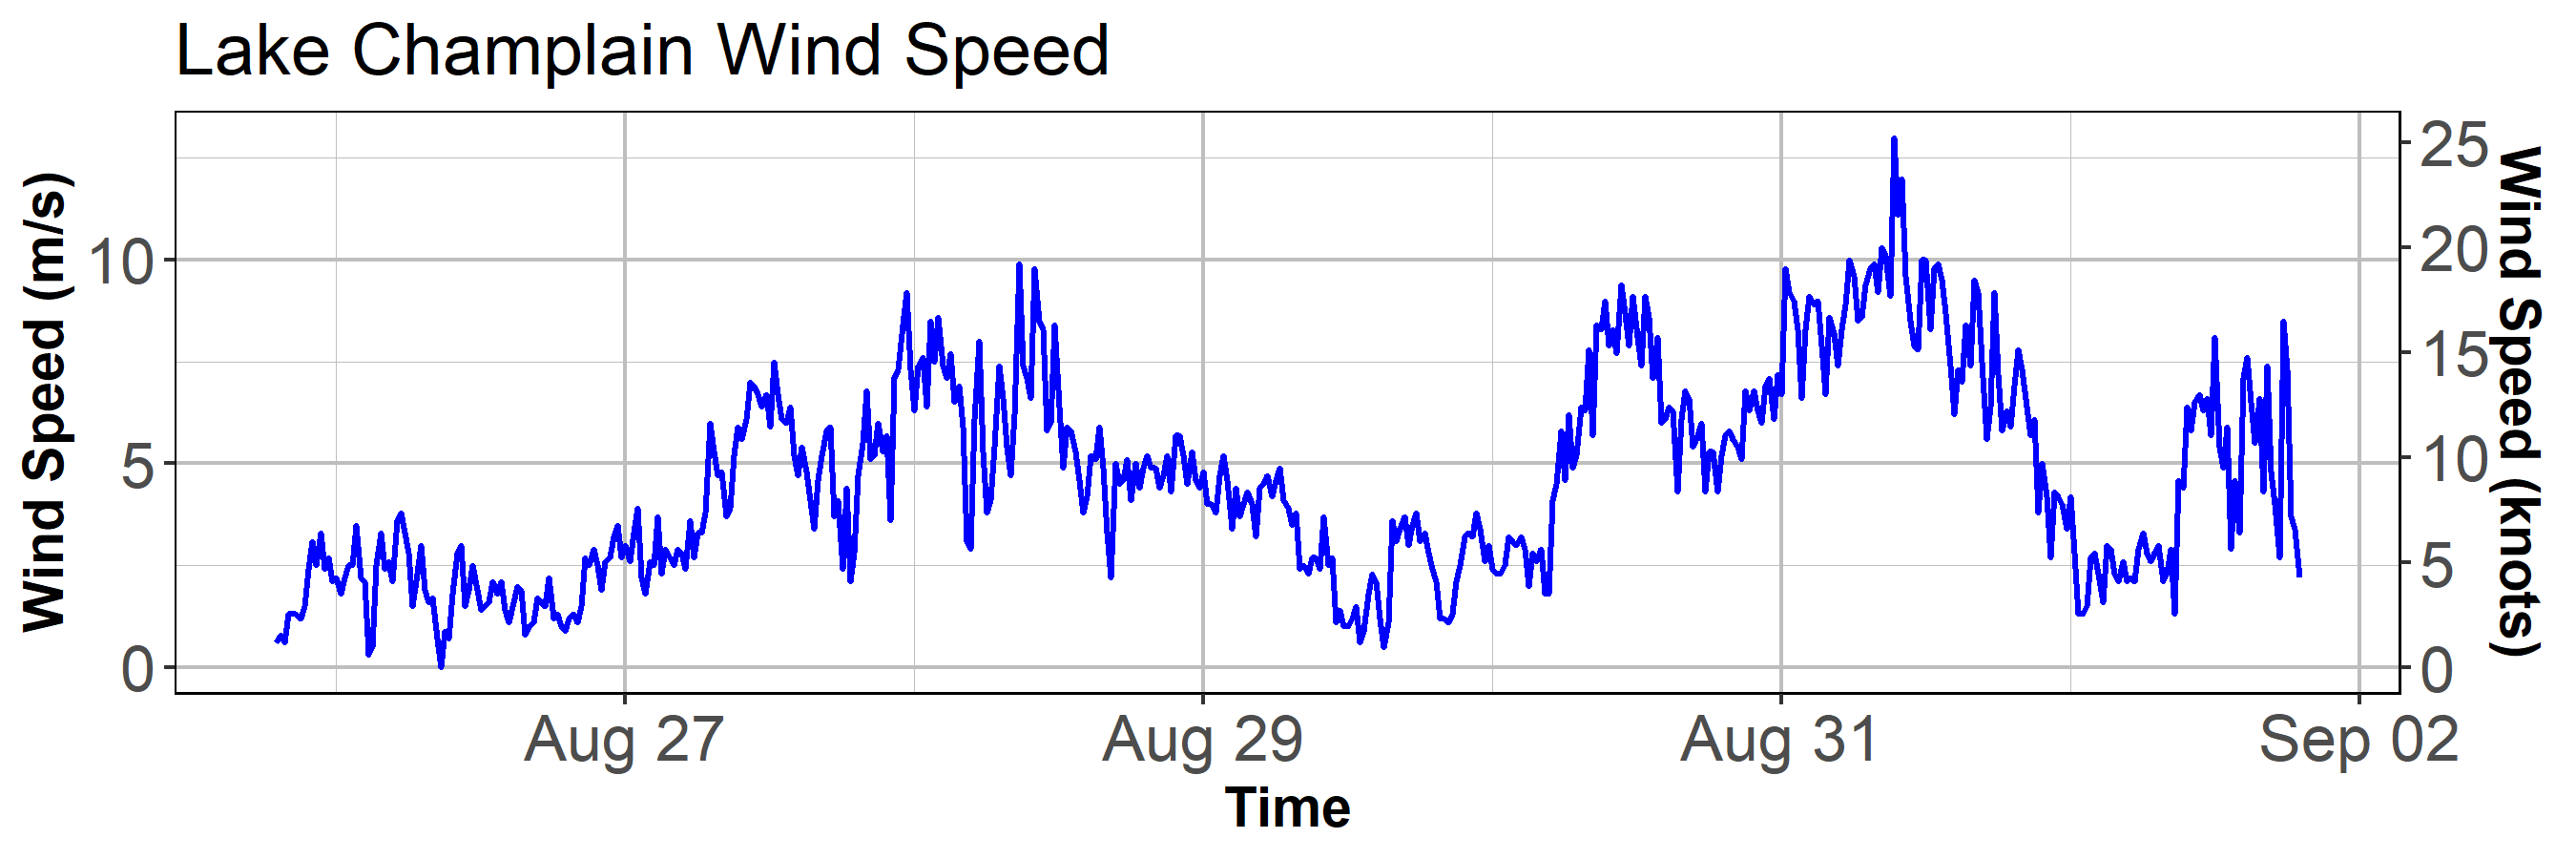 Lake Champlain Wind Speed
Wind Speed (m/s)
10
5
0
25
20
15
10
5
0
Wind Speed (knots)
Aug 27 Aug 29 Aug 31 Sep 02
Time